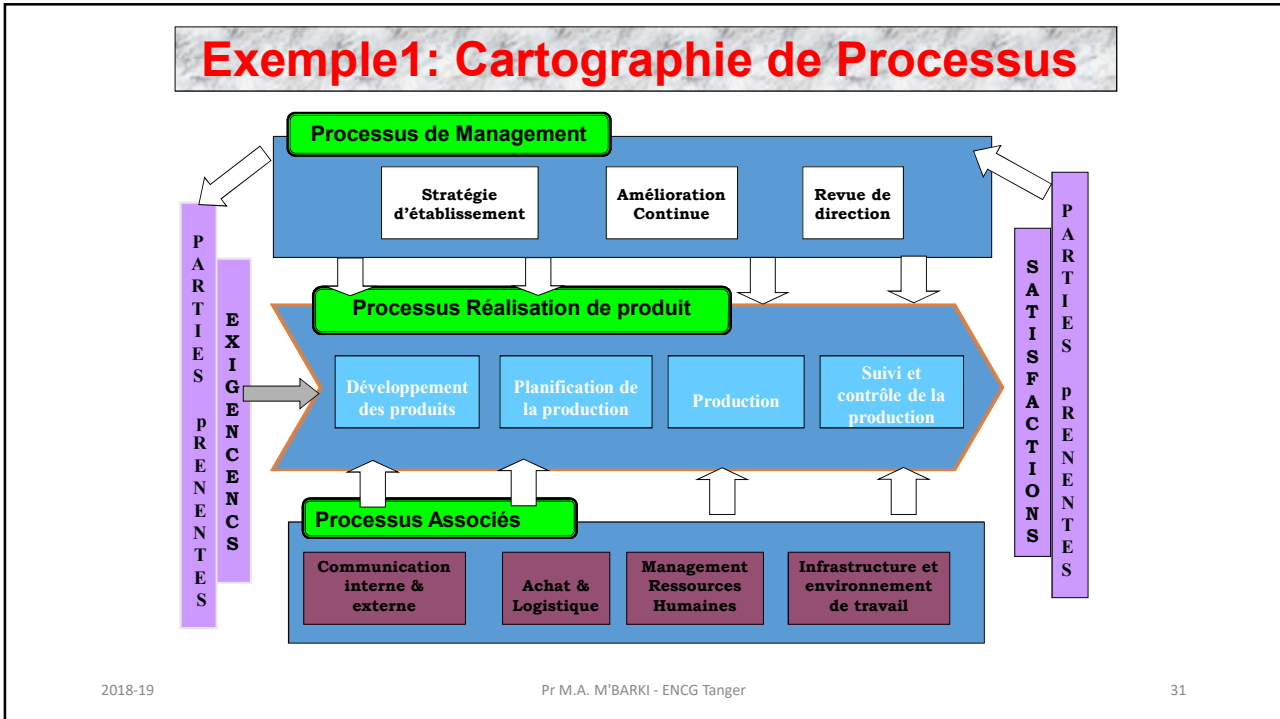 Exemple1: Cartographie de Processus
Processus de Management
Stratégie
d'établissement
Amélioration
Continue
Revue de
direction
PARTIES pRENENTES
EXIGENCENCS
Processus Réalisation de produit
Développement
des produits
Planification de
la production
Production
Suivi et
contrôle de la
production
SATISFACTIONS
PARTIES pRENENTES
Processus Associés
Communication
interne &
externe
Achat &
Logistique
Management
Ressources
Humaines
Infrastructure et
environnement
de travail
2018-19
Pr M.A. M'BARKI - ENCG Tanger
31